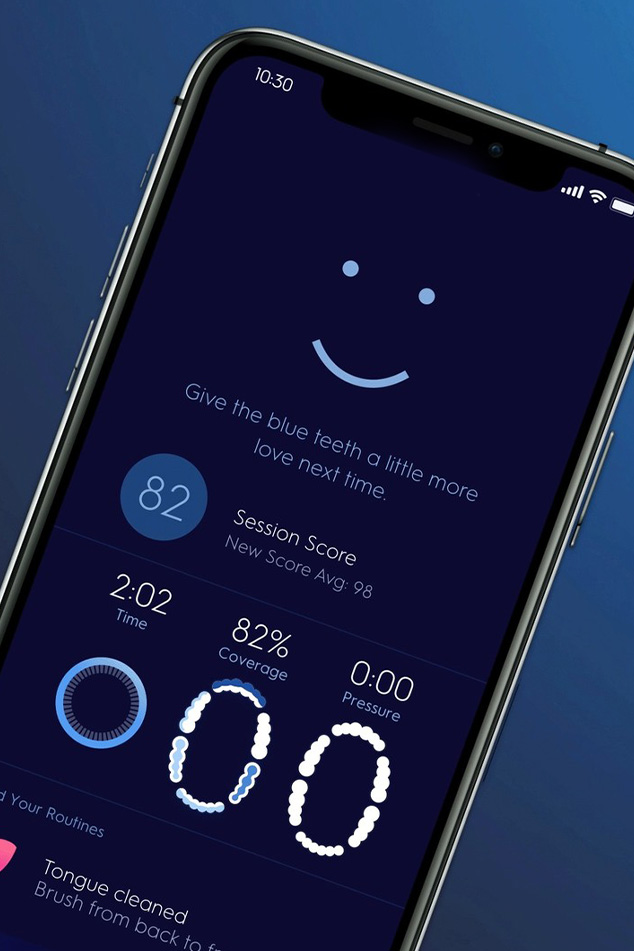 10:30
Give the blue teeth a little more
love next time.
82
Session Score
New Score Avg: 98
2:02
Time
82%
Coverage
0:00
Pressure
Your Routines
Tongue cleaned
Brush from back to